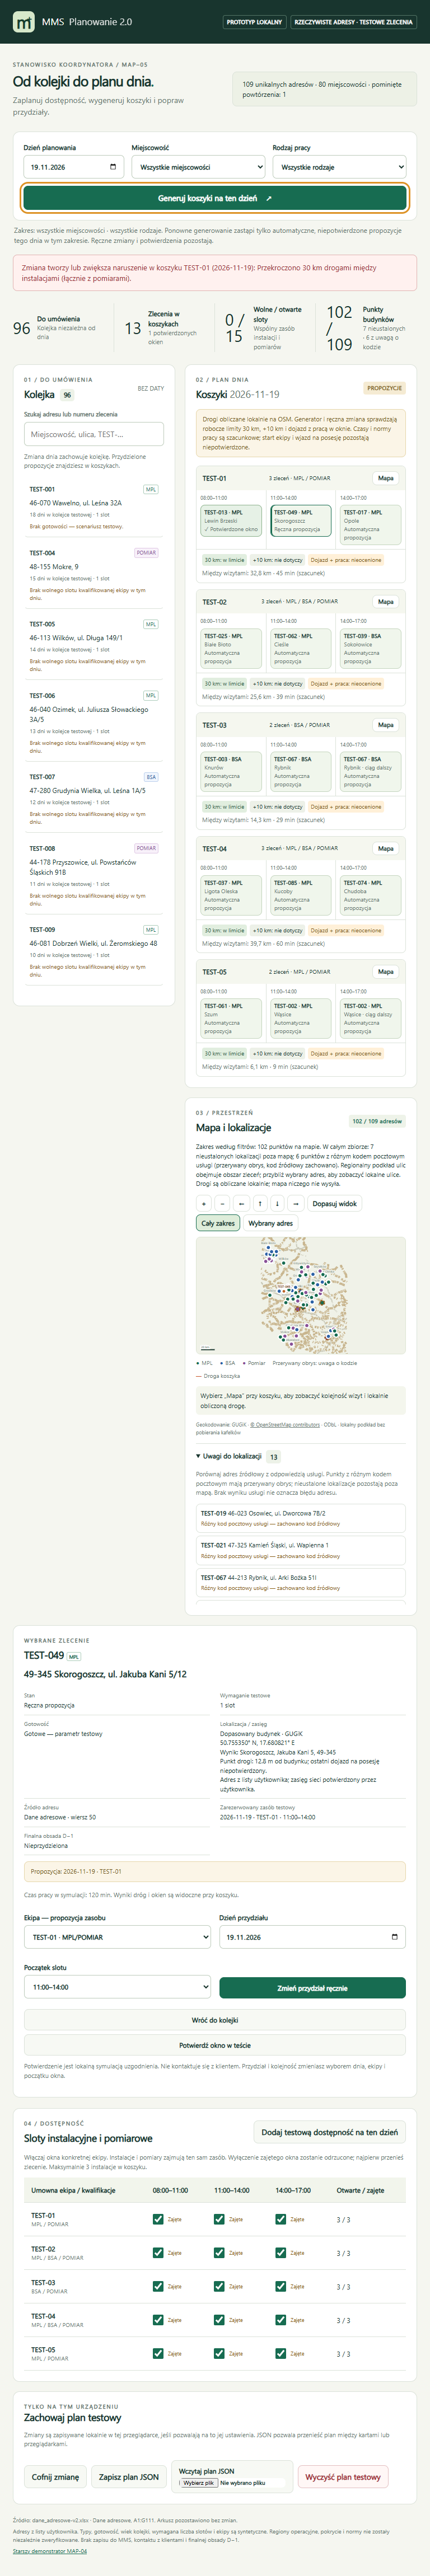 m MMS Planowanie 2.0
PROTOTYP LOKALNY
RZECZYWISTE ADRESY · TESTOWE ZLECENIA
STANOWISKO KOORDYNATORA / MAP-05
Od kolejki do planu dnia.
Zaplanuj dostępność, wygeneruj koszyki i popraw
przydziały.
109 unikalnych adresów · 80 miejscowości · pominięte
powtórzenia: 1
Dzień planowania
19.11.2026
Miejscowość
Wszystkie miejscowości
Rodzaj pracy
Wszystkie rodzaje
Generuj koszyki na ten dzień ↗
Zakres: wszystkie miejscowości · wszystkie rodzaje. Ponowne generowanie zastąpi tylko automatyczne, niepotwierdzone propozycje
tego dnia w tym zakresie. Ręczne zmiany i potwierdzenia pozostają.
Zmiana tworzy lub zwiększa naruszenie w koszyku TEST-01 (2026-11-19): Przekroczono 30 km drogami między
instalacjami (łącznie z pomiarami).
96
Do umówienia
Kolejka niezależna od
dnia
13
Zlecenia w
koszykach
1 potwierdzonych
okien
0 /
15
Wolne / otwarte
sloty
Wspólny zasób
instalacji i
pomiarów
102
/
109
Punkty
budynków
7 nieustalonych
· 6 z uwagą o
kodzie
01 / DO UMÓWIENIA
Kolejka 96
BEZ DATY
Szukaj adresu lub numeru zlecenia
Miejscowość, ulica, TEST-...
Zmiana dnia zachowuje kolejkę. Przydzielone
propozycje znajdziesz w koszykach.
TEST-001 MPL
46-070 Wawelno, ul. Leśna 32A
18 dni w kolejce testowej · 1 slot
Brak gotowości — scenariusz testowy.
TEST-004 POMIAR
48-155 Mokre, 9
15 dni w kolejce testowej · 1 slot
Brak wolnego slotu kwalifikowanej ekipy w tym
dniu.
TEST-005 MPL
46-113 Wilków, ul. Długa 149/1
14 dni w kolejce testowej · 1 slot
Brak wolnego slotu kwalifikowanej ekipy w tym
dniu.
TEST-006 MPL
46-040 Ozimek, ul. Juliusza Słowackiego
3A/5
13 dni w kolejce testowej · 1 slot
Brak wolnego slotu kwalifikowanej ekipy w tym
dniu.
TEST-007 BSA
47-280 Grudynia Wielka, ul. Leśna 1A/5
12 dni w kolejce testowej · 1 slot
Brak wolnego slotu kwalifikowanej ekipy w tym
dniu.
TEST-008 POMIAR
44-178 Przyszowice, ul. Powstańców
Śląskich 91B
11 dni w kolejce testowej · 1 slot
Brak wolnego slotu kwalifikowanej ekipy w tym
dniu.
TEST-009 MPL
46-081 Dobrzeń Wielki, ul. Żeromskiego 48
10 dni w kolejce testowej · 1 slot
Brak wolnego slotu kwalifikowanej ekipy w tym
dniu.
02 / PLAN DNIA
Koszyki 2026-11-19
PROPOZYCJE
Drogi obliczane lokalnie na OSM. Generator i ręczna zmiana sprawdzają
robocze limity 30 km, +10 km i dojazd z pracą w oknie. Czasy i normy
pracy są szacunkowe; start ekipy i wjazd na posesję pozostają
niepotwierdzone.
TEST-01 3 zleceń · MPL / POMIAR Mapa
08:00–11:00 11:00–14:00 14:00–17:00
TEST-013 · MPL
Lewin Brzeski
✓ Potwierdzone okno
TEST-049 · MPL
Skorogoszcz
Ręczna propozycja
TEST-017 · MPL
Opole
Automatyczna
propozycja
30 km: w limicie +10 km: nie dotyczy Dojazd + praca: nieocenione
Między wizytami: 32,8 km · 45 min (szacunek)
TEST-02 3 zleceń · MPL / BSA / POMIAR Mapa
08:00–11:00 11:00–14:00 14:00–17:00
TEST-025 · MPL
Białe Błoto
Automatyczna
propozycja
TEST-062 · MPL
Cieśle
Automatyczna
propozycja
TEST-039 · BSA
Sokołowice
Automatyczna
propozycja
30 km: w limicie +10 km: nie dotyczy Dojazd + praca: nieocenione
Między wizytami: 25,6 km · 39 min (szacunek)
TEST-03 2 zleceń · BSA / POMIAR Mapa
08:00–11:00 11:00–14:00 14:00–17:00
TEST-003 · BSA
Knurów
Automatyczna
propozycja
TEST-067 · BSA
Rybnik
Automatyczna
propozycja
TEST-067 · BSA
Rybnik · ciąg dalszy
Automatyczna
propozycja
30 km: w limicie +10 km: nie dotyczy Dojazd + praca: nieocenione
Między wizytami: 14,3 km · 29 min (szacunek)
TEST-04 3 zleceń · MPL / BSA / POMIAR Mapa
08:00–11:00 11:00–14:00 14:00–17:00
TEST-037 · MPL
Ligota Oleska
Automatyczna
propozycja
TEST-085 · MPL
Kucoby
Automatyczna
propozycja
TEST-074 · MPL
Chudoba
Automatyczna
propozycja
30 km: w limicie +10 km: nie dotyczy Dojazd + praca: nieocenione
Między wizytami: 39,7 km · 60 min (szacunek)
TEST-05 2 zleceń · MPL / POMIAR Mapa
08:00–11:00 11:00–14:00 14:00–17:00
TEST-061 · MPL
Szum
Automatyczna
propozycja
TEST-002 · MPL
Wąsice
Automatyczna
propozycja
TEST-002 · MPL
Wąsice · ciąg dalszy
Automatyczna
propozycja
30 km: w limicie +10 km: nie dotyczy Dojazd + praca: nieocenione
Między wizytami: 6,1 km · 9 min (szacunek)
03 / PRZESTRZEŃ
Mapa i lokalizacje
102 / 109 adresów
Zakres według filtrów: 102 punktów na mapie. W całym zbiorze: 7
nieustalonych lokalizacji poza mapą; 6 punktów z różnym kodem pocztowym
usługi (przerywany obrys, kod źródłowy zachowano). Regionalny podkład ulic
obejmuje obszar zleceń; przybliż wybrany adres, aby zobaczyć lokalne ulice.
Drogi są obliczane lokalnie; mapa niczego nie wysyła.
+ − ← ↑ ↓ → Dopasuj widok
Cały zakres Wybrany adres
● MPL ● BSA ● Pomiar Przerywany obrys: uwaga o kodzie
— Droga koszyka
Wybierz „Mapa” przy koszyku, aby zobaczyć kolejność wizyt i lokalnie
obliczoną drogę.
Geokodowanie: GUGiK · © OpenStreetMap contributors · ODbL · lokalny podkład bez
pobierania kafelków
▼ Uwagi do lokalizacji 13
Porównaj adres źródłowy z odpowiedzią usługi. Punkty z różnym kodem
pocztowym mają przerywany obrys; nieustalone lokalizacje pozostają poza
mapą. Brak wyniku usługi nie oznacza błędu adresu.
TEST-019 46-023 Osowiec, ul. Dworcowa 7B/2
Różny kod pocztowy usługi — zachowano kod źródłowy
TEST-021 47-325 Kamień Śląski, ul. Wapienna 1
Różny kod pocztowy usługi — zachowano kod źródłowy
TEST-067 44-213 Rybnik, ul. Arki Bożka 51I
Różny kod pocztowy usługi — zachowano kod źródłowy
WYBRANE ZLECENIE
TEST-049 MPL
49-345 Skorogoszcz, ul. Jakuba Kani 5/12
Stan
Ręczna propozycja
Wymaganie testowe
1 slot
Gotowość
Gotowe — parametr testowy
Lokalizacja / zasięg
Dopasowany budynek · GUGiK
50.755350° N, 17.680821° E
Wynik: Skorogoszcz, Jakuba Kani 5, 49-345
Punkt drogi: 12.8 m od budynku; ostatni dojazd na posesję
niepotwierdzony.
Adres z listy użytkownika; zasięg sieci potwierdzony przez
użytkownika.
Źródło adresu
Dane adresowe · wiersz 50
Zarezerwowany zasób testowy
2026-11-19 · TEST-01 · 11:00–14:00
Finalna obsada D−1
Nieprzydzielona
Propozycja: 2026-11-19 · TEST-01
Czas pracy w symulacji: 120 min. Wyniki dróg i okien są widoczne przy koszyku.
Ekipa — propozycja zasobu
TEST-01 · MPL/POMIAR
Dzień przydziału
19.11.2026
Początek slotu
11:00–14:00
Zmień przydział ręcznie
Wróć do kolejki
Potwierdź okno w teście
Potwierdzenie jest lokalną symulacją uzgodnienia. Nie kontaktuje się z klientem. Przydział i kolejność zmieniasz wyborem dnia, ekipy i
początku okna.
04 / DOSTĘPNOŚĆ
Sloty instalacyjne i pomiarowe
Dodaj testową dostępność na ten dzień
Włączaj okna konkretnej ekipy. Instalacje i pomiary zajmują ten sam zasób. Wyłączenie zajętego okna zostanie odrzucone; najpierw przenieś
zlecenie. Maksymalnie 3 instalacje w koszyku.
Umowna ekipa / kwalifikacje 08:00–11:00 11:00–14:00 14:00–17:00 Otwarte / zajęte
TEST-01
MPL / POMIAR
Zajęte Zajęte Zajęte 3 / 3
TEST-02
MPL / BSA / POMIAR
Zajęte Zajęte Zajęte 3 / 3
TEST-03
BSA / POMIAR
Zajęte Zajęte Zajęte 3 / 3
TEST-04
MPL / BSA / POMIAR
Zajęte Zajęte Zajęte 3 / 3
TEST-05
MPL / POMIAR
Zajęte Zajęte Zajęte 3 / 3
TYLKO NA TYM URZĄDZENIU
Zachowaj plan testowy
Zmiany są zapisywane lokalnie w tej przeglądarce, jeśli pozwalają na to jej ustawienia. JSON pozwala przenieść plan między kartami lub
przeglądarkami.
Cofnij zmianę
Zapisz plan JSON
Wczytaj plan JSON
Wybierz plik Nie wybrano pliku
Wyczyść plan testowy
Źródło: dane_adresowe-v2.xlsx · Dane adresowe, A1:G111. Arkusz pozostawiono bez zmian.
Adresy z listy użytkownika. Typy, gotowość, wiek kolejki, wymagana liczba slotów i ekipy są syntetyczne. Regiony operacyjne, pokrycie i normy nie zostały
niezależnie zweryfikowane. Brak zapisu do MMS, kontaktu z klientami i finalnej obsady D−1.
Starszy demonstrator MAP-04